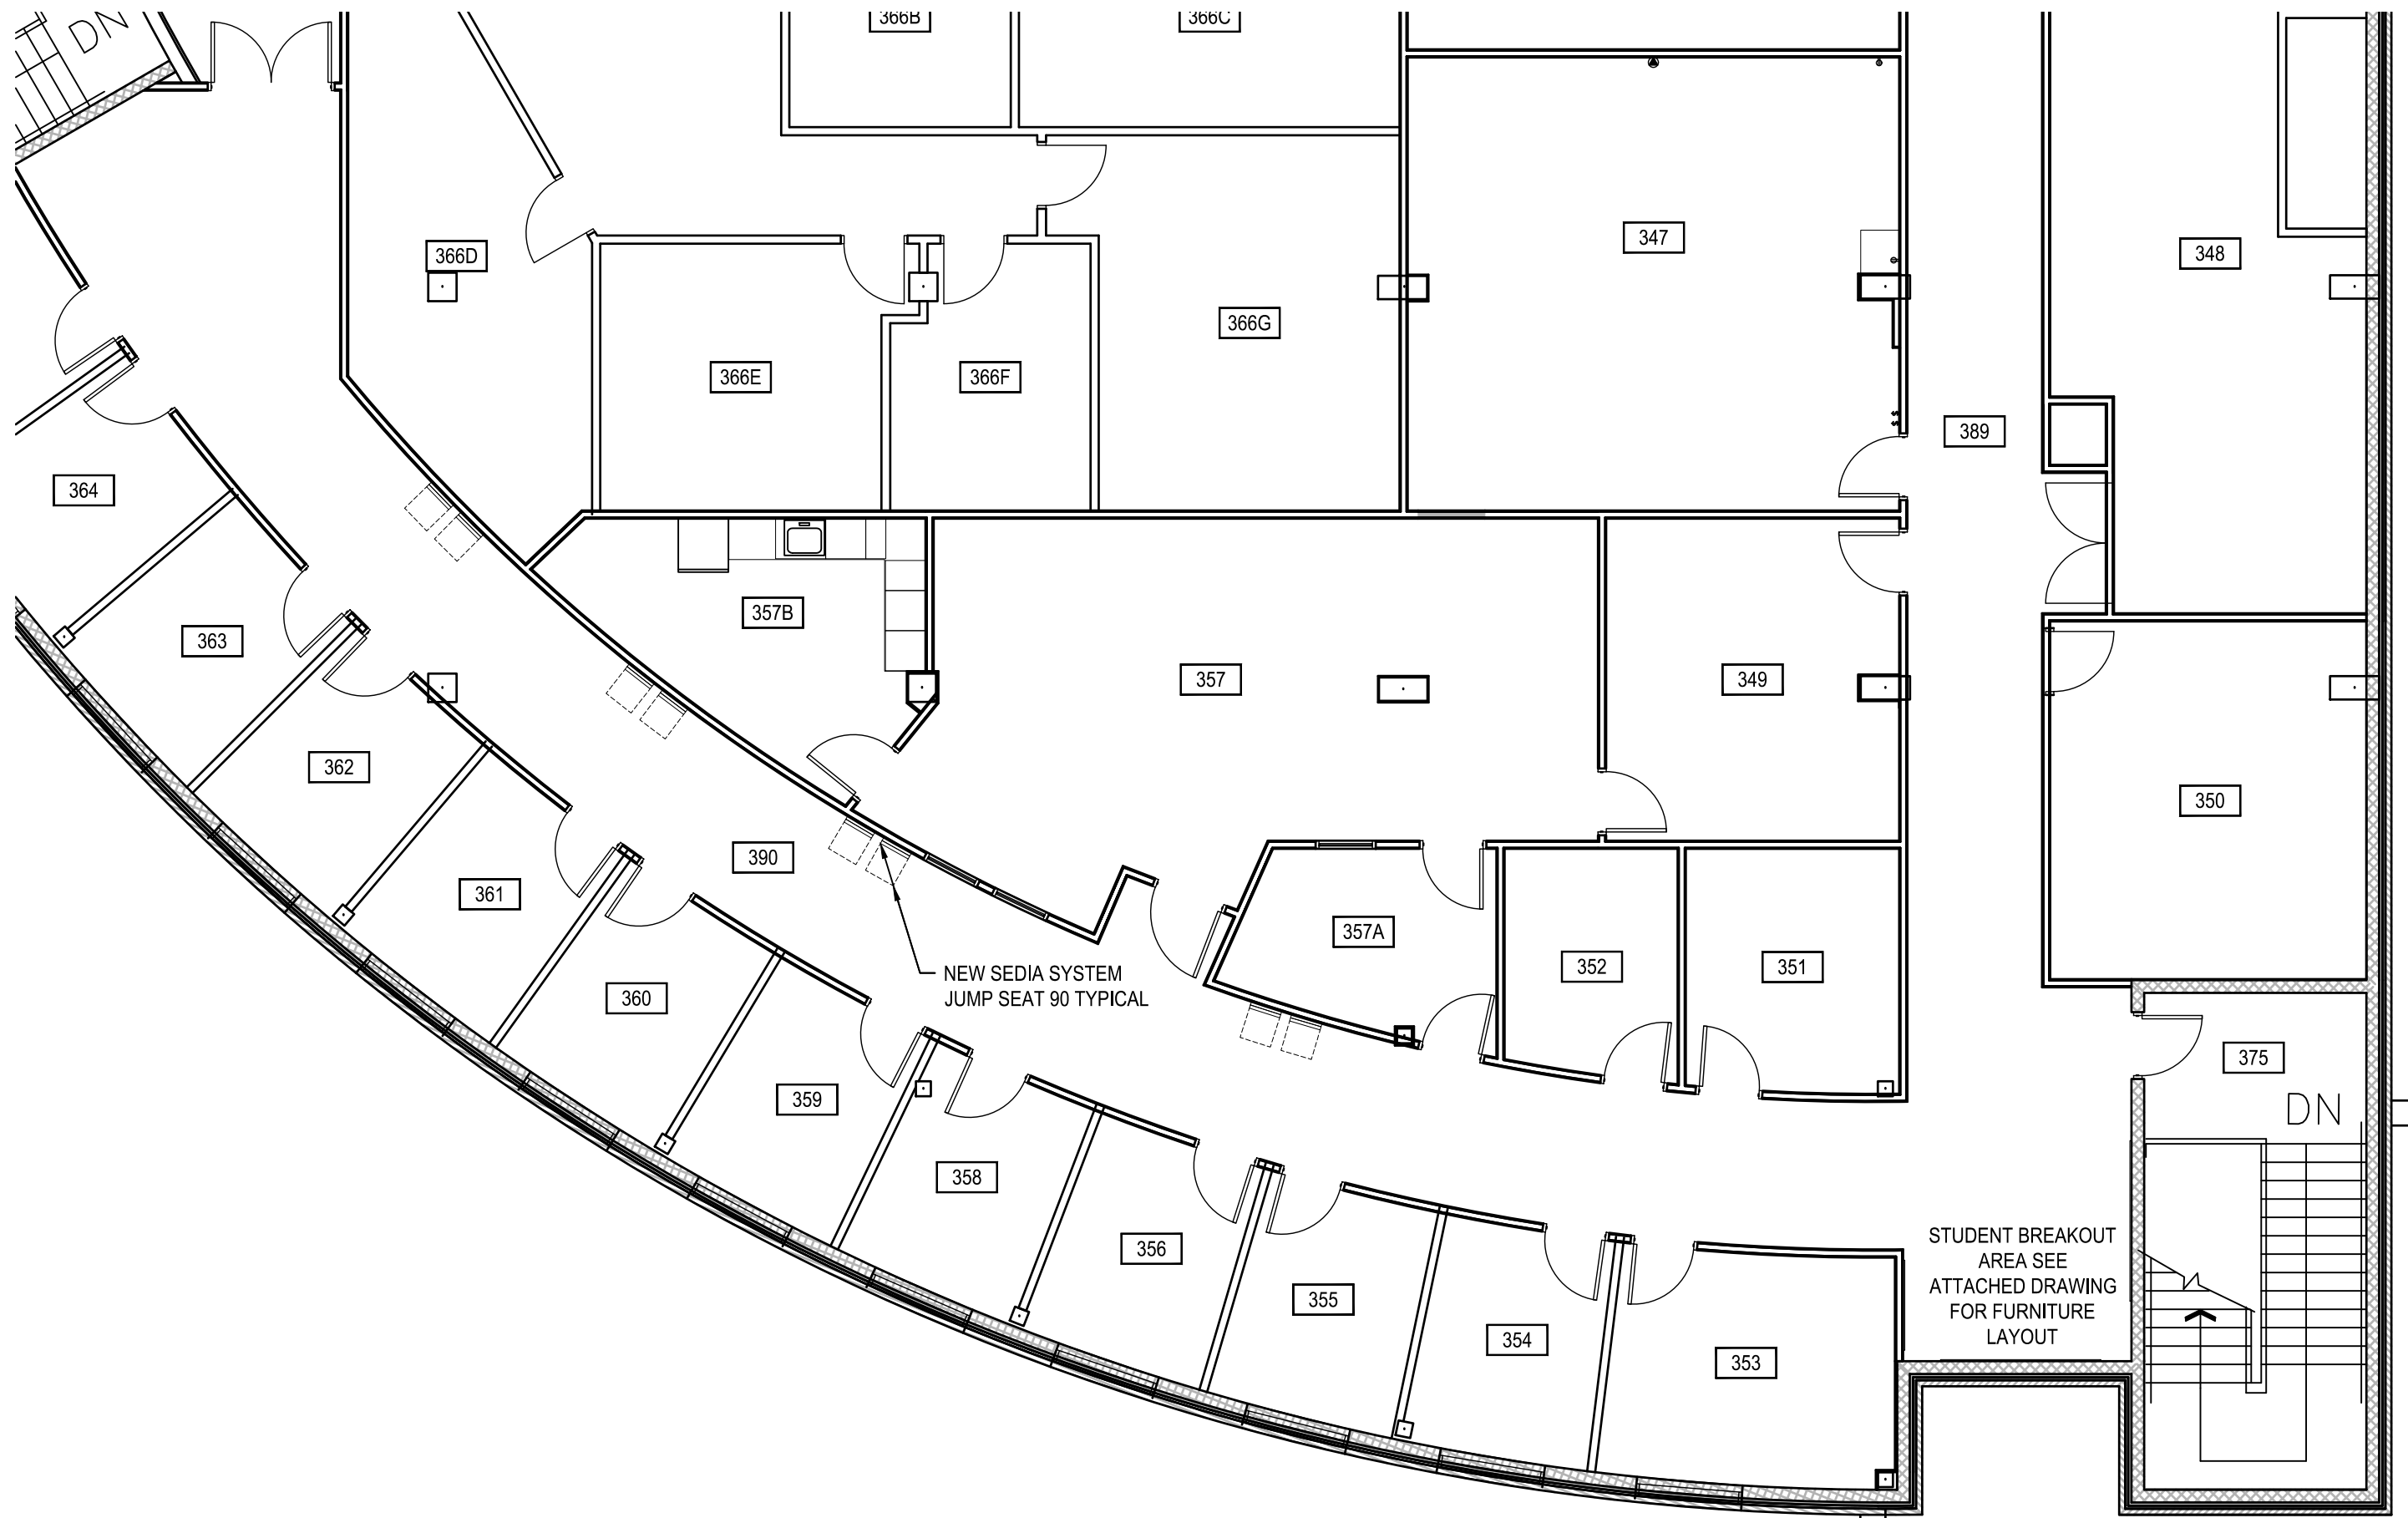 DN
366B
366C
366D
347
348
366G
366E
366F
389
364
357B
363
357
349
362
350
390
361
357A
352
351
NEW SEDIA SYSTEM
JUMP SEAT 90 TYPICAL
360
375
359
DN
358
STUDENT BREAKOUT
AREA SEE
ATTACHED DRAWING
FOR FURNITURE
LAYOUT
356
355
354
353